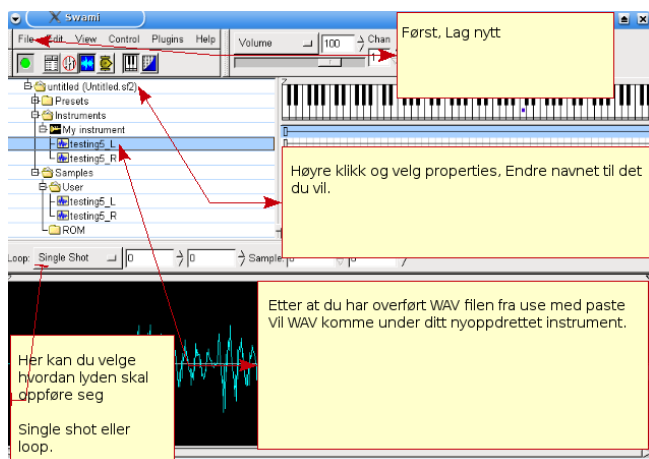 Swami
File Edit View Control Plugins Help
Volume 100 Chan
1
Først, Lag nytt
untitled (Untitled.sf2)
Presets
Instruments
My instrument
testing5_L
testing5_R
Samples
User
testing5_L
testing5_R
ROM
Høyre klikk og velg properties, Endre navnet til det
du vil.
Loop: Single Shot 0 0 Sample:
Etter at du har overført WAV filen fra use med paste
Vil WAV komme under ditt nyoppdrettet instrument.
Her kan du velge
hvordan lyden skal
oppføre seg
Single shot eller
loop.